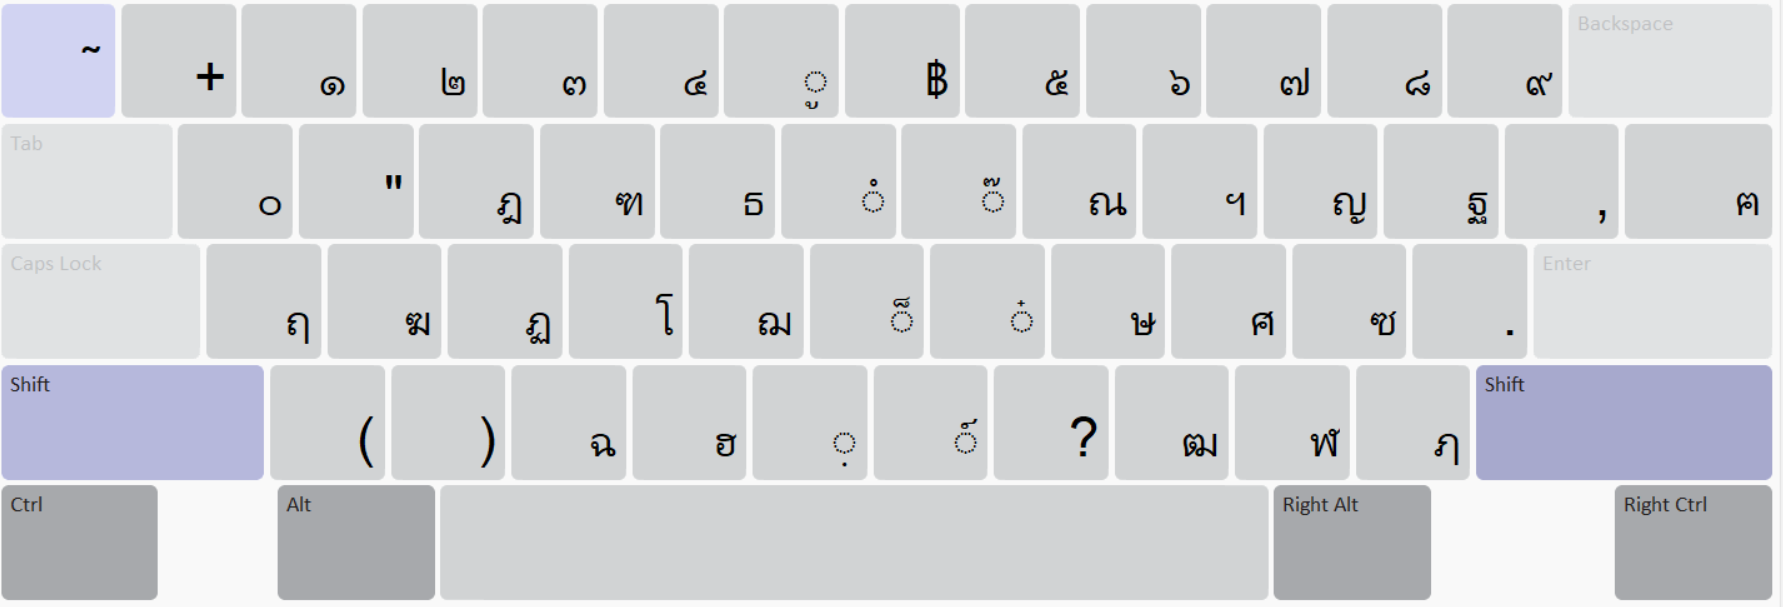 ~ + ๑ ๒ ๓ ๔ ู ฿ ๕ ๖ ๗ ๘ ๙ Backspace
Tab ๐ " ฎ ฑ ธ ํ ๊ ณ ฯ ญ ฐ , ฅ
Caps Lock ฤ ฆ ฏ โ ฌ ็ ๋ ษ ศ ซ . Enter
Shift ( ) ฉ ฮ ฺ ์ ? ฒ ฬ ฦ Shift
Ctrl Alt Right Alt Right Ctrl